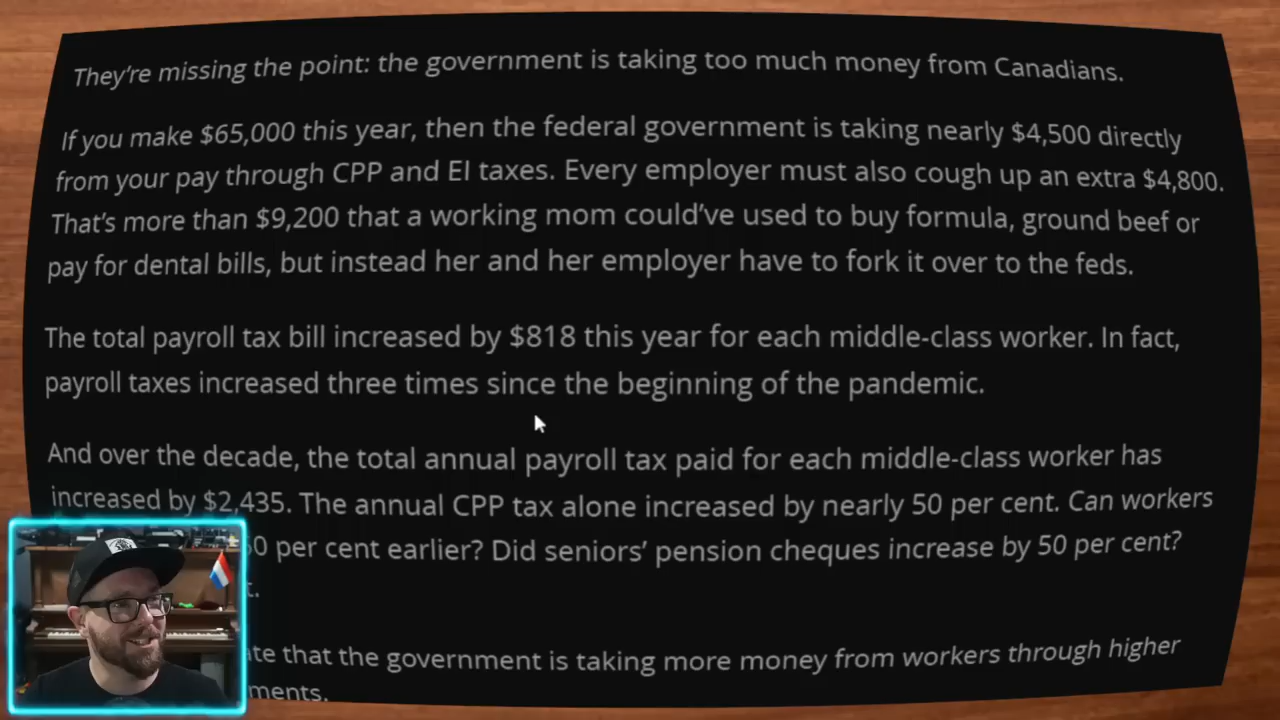 They're missing the point: the government is taking too much money from Canadians.
If you make $65,000 this year, then the federal government is taking nearly $4,500 directly
from your pay through CPP and EI taxes. Every employer must also cough up an extra $4,800.
That's more than $9,200 that a working mom could've used to buy formula, ground beef or
pay for dental bills, but instead her and her employer have to fork it over to the feds.
The total payroll tax bill increased by $818 this year for each middle-class worker. In fact,
payroll taxes increased three times since the beginning of the pandemic.
And over the decade, the total annual payroll tax paid for each middle-class worker has
increased by $2,435. The annual CPP tax alone increased by nearly 50 per cent. Can workers
0 per cent earlier? Did seniors' pension cheques increase by 50 per cent?
that the government is taking more money from workers through higher